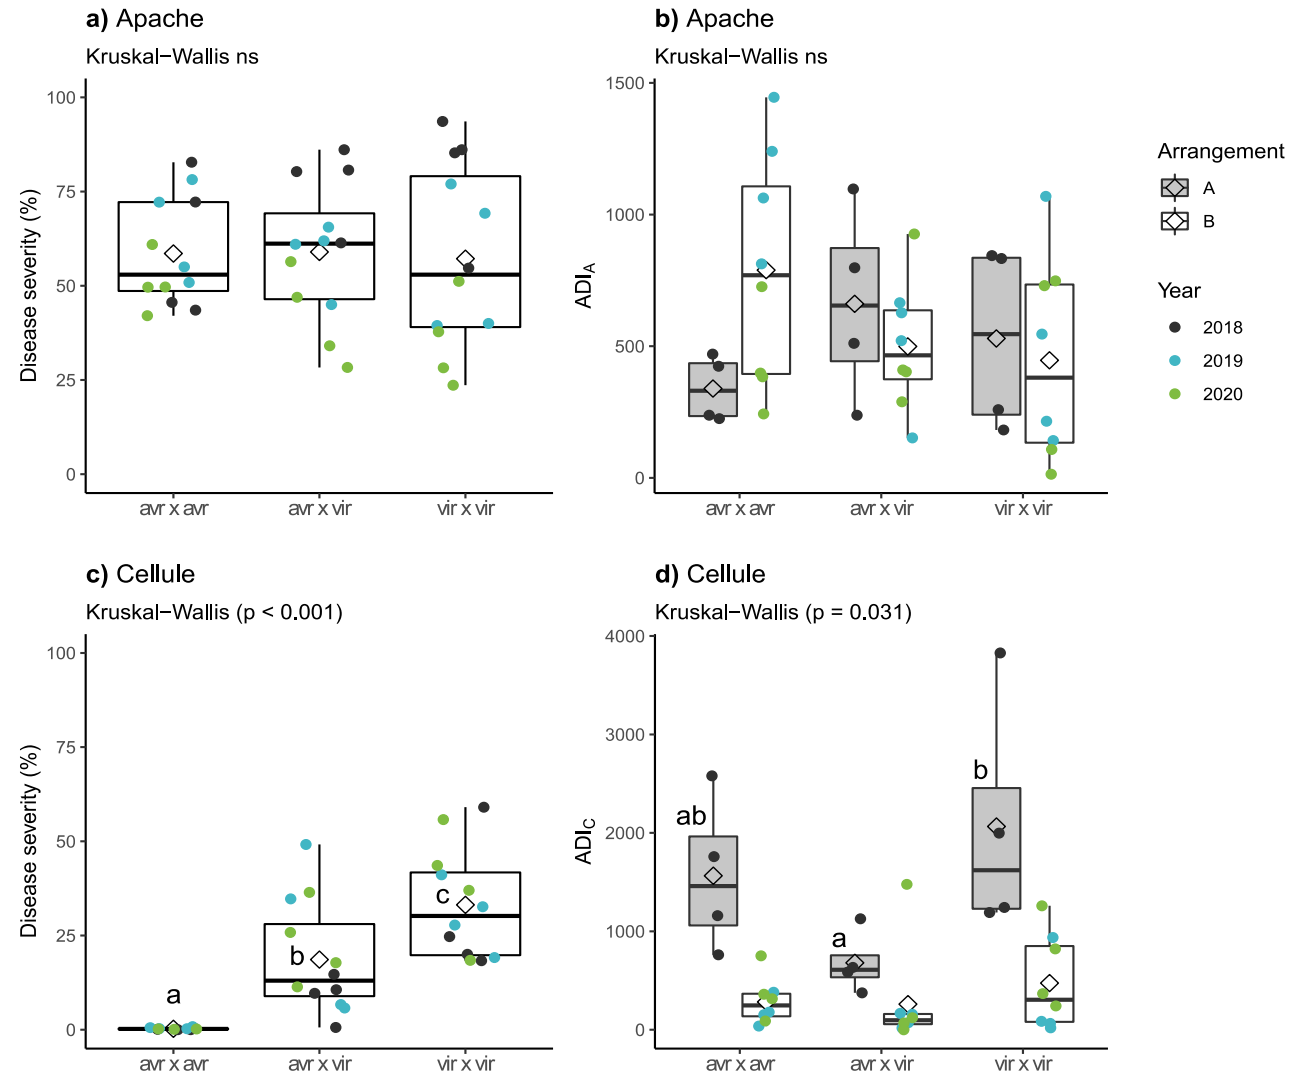 a) Apache
Kruskal−Wallis ns
Disease severity (%)
100
75
50
25
0
avr x avr
avr x vir
vir x vir
b) Apache
Kruskal−Wallis ns
ADIA
1500
1000
500
0
avr x avr
avr x vir
vir x vir
Arrangement
A
B
Year
2018
2019
2020
c) Cellule
Kruskal−Wallis (p < 0.001)
Disease severity (%)
100
75
50
25
0
a
b
c
avr x avr
avr x vir
vir x vir
d) Cellule
Kruskal−Wallis (p = 0.031)
ADIC
4000
3000
2000
1000
0
ab
a
b
avr x avr
avr x vir
vir x vir